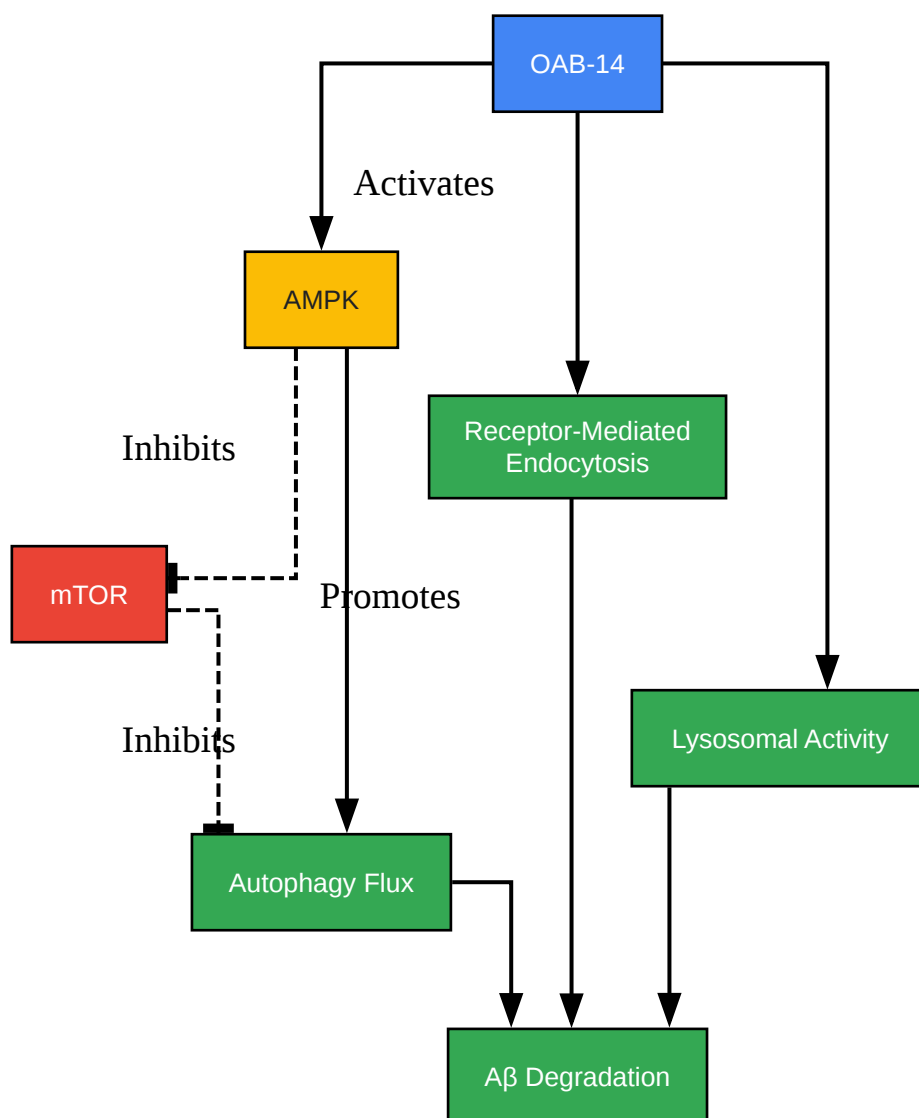 OAB-14
Activates
AMPK
Receptor-Mediated
Endocytosis
Inhibits
mTOR
Promotes
Inhibits
Lysosomal Activity
Autophagy Flux
Aβ Degradation